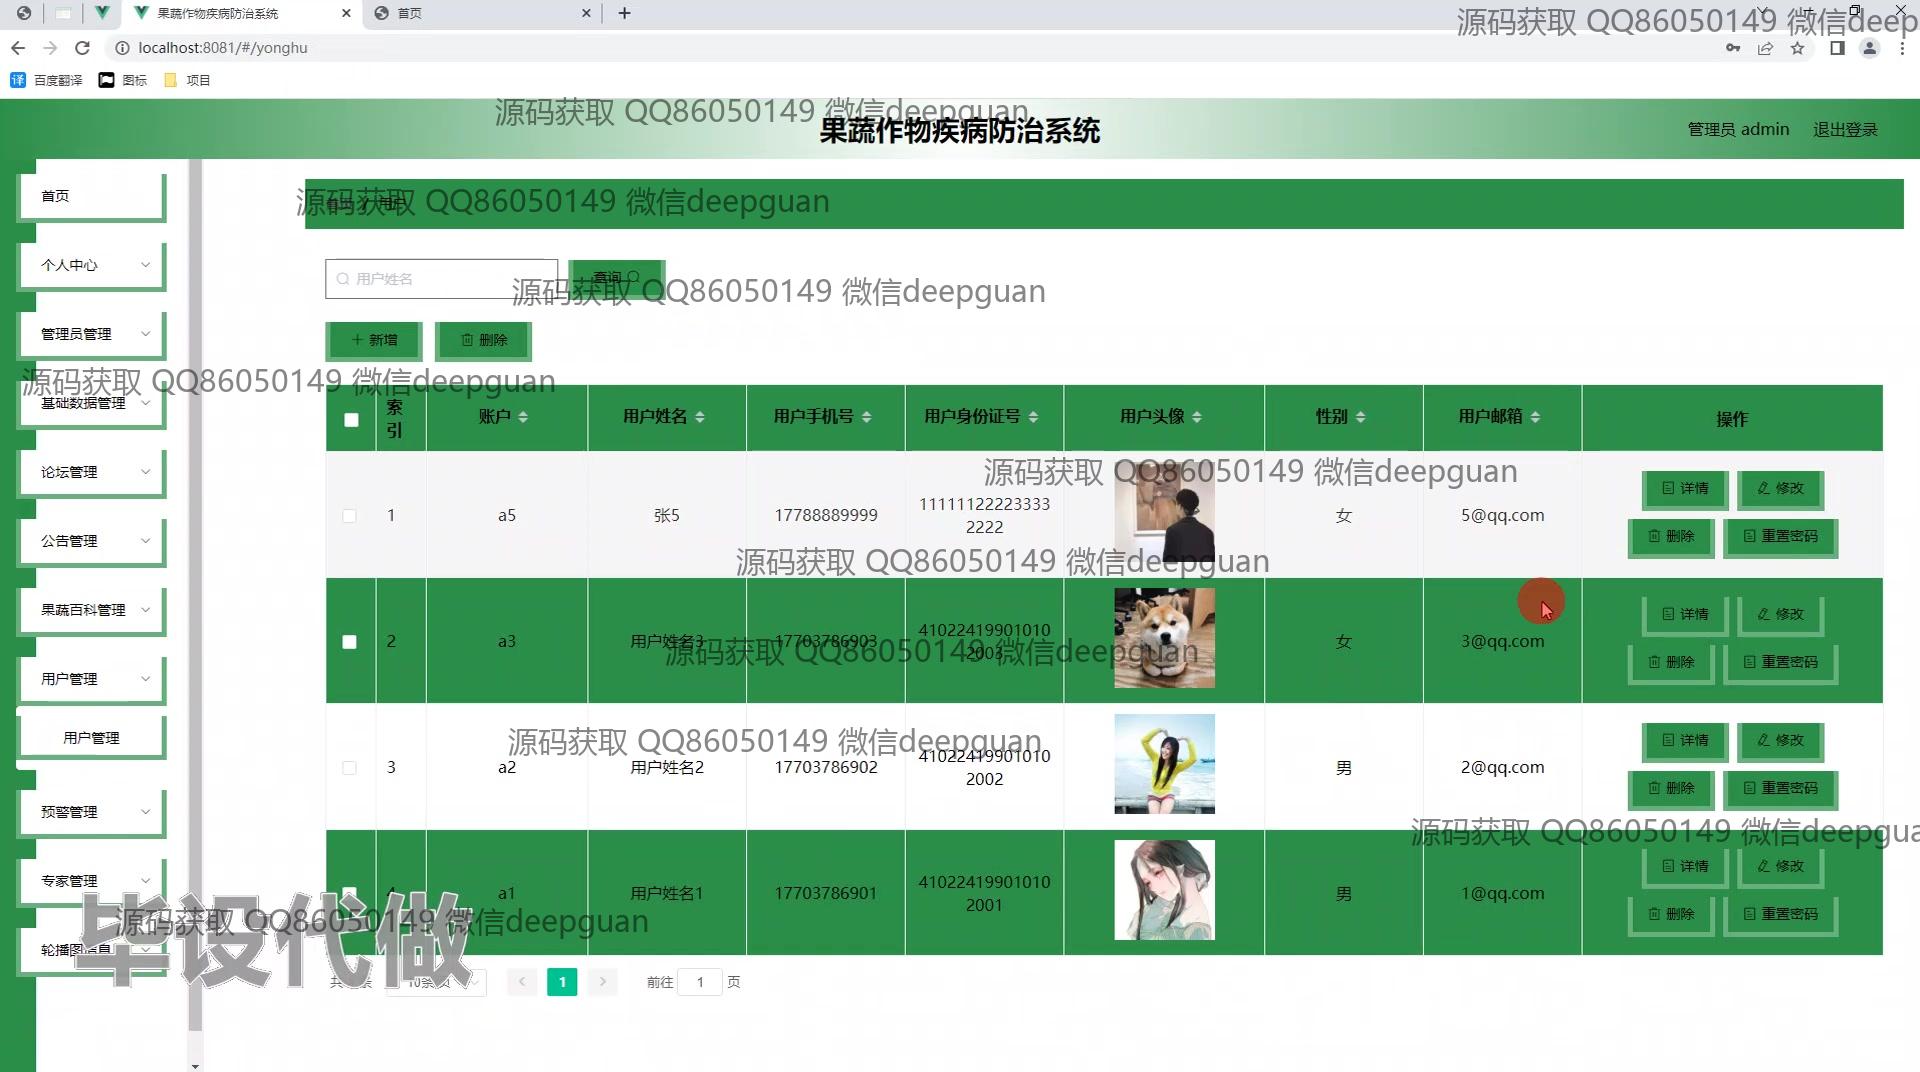 果蔬作物疾病防治系统
首页
localhost:8081/#/yonghu
百度翻译
图标
项目
源码获取 QQ86050149 微信deepguan
果蔬作物疾病防治系统
管理员 admin
退出登录
源码获取 QQ86050149 微信deepguan
源码获取 QQ86050149 微信deepguan
首页
个人中心
管理员管理
基础数据管理
论坛管理
公告管理
果蔬百科管理
用户管理
用户管理
预警管理
专家管理
用户姓名
查询
源码获取 QQ86050149 微信deepguan
新增
删除
源码获取 QQ86050149 微信deepguan
索引 账户 用户姓名 用户手机号 用户身份证号 用户头像 性别 用户邮箱 操作
源码获取 QQ86050149 微信deepguan
1 a5 张5 17788889999 111111222233332222 女 5@qq.com 详情 修改 删除 重置密码
源码获取 QQ86050149 微信deepguan
2 a3 用户姓名3 17703786903 410224199010102003 女 3@qq.com 详情 修改 删除 重置密码
源码获取 QQ86050149 微信deepguan
3 a2 用户姓名2 17703786902 410224199010102002 男 2@qq.com 详情 修改 删除 重置密码
源码获取 QQ86050149 微信deepguan
源码获取 QQ86050149 微信deepgua
a1 用户姓名1 17703786901 410224199010102001 男 1@qq.com 详情 修改 删除 重置密码
源码获取 QQ86050149 微信deepguan
毕设代做
1
前往 1 页